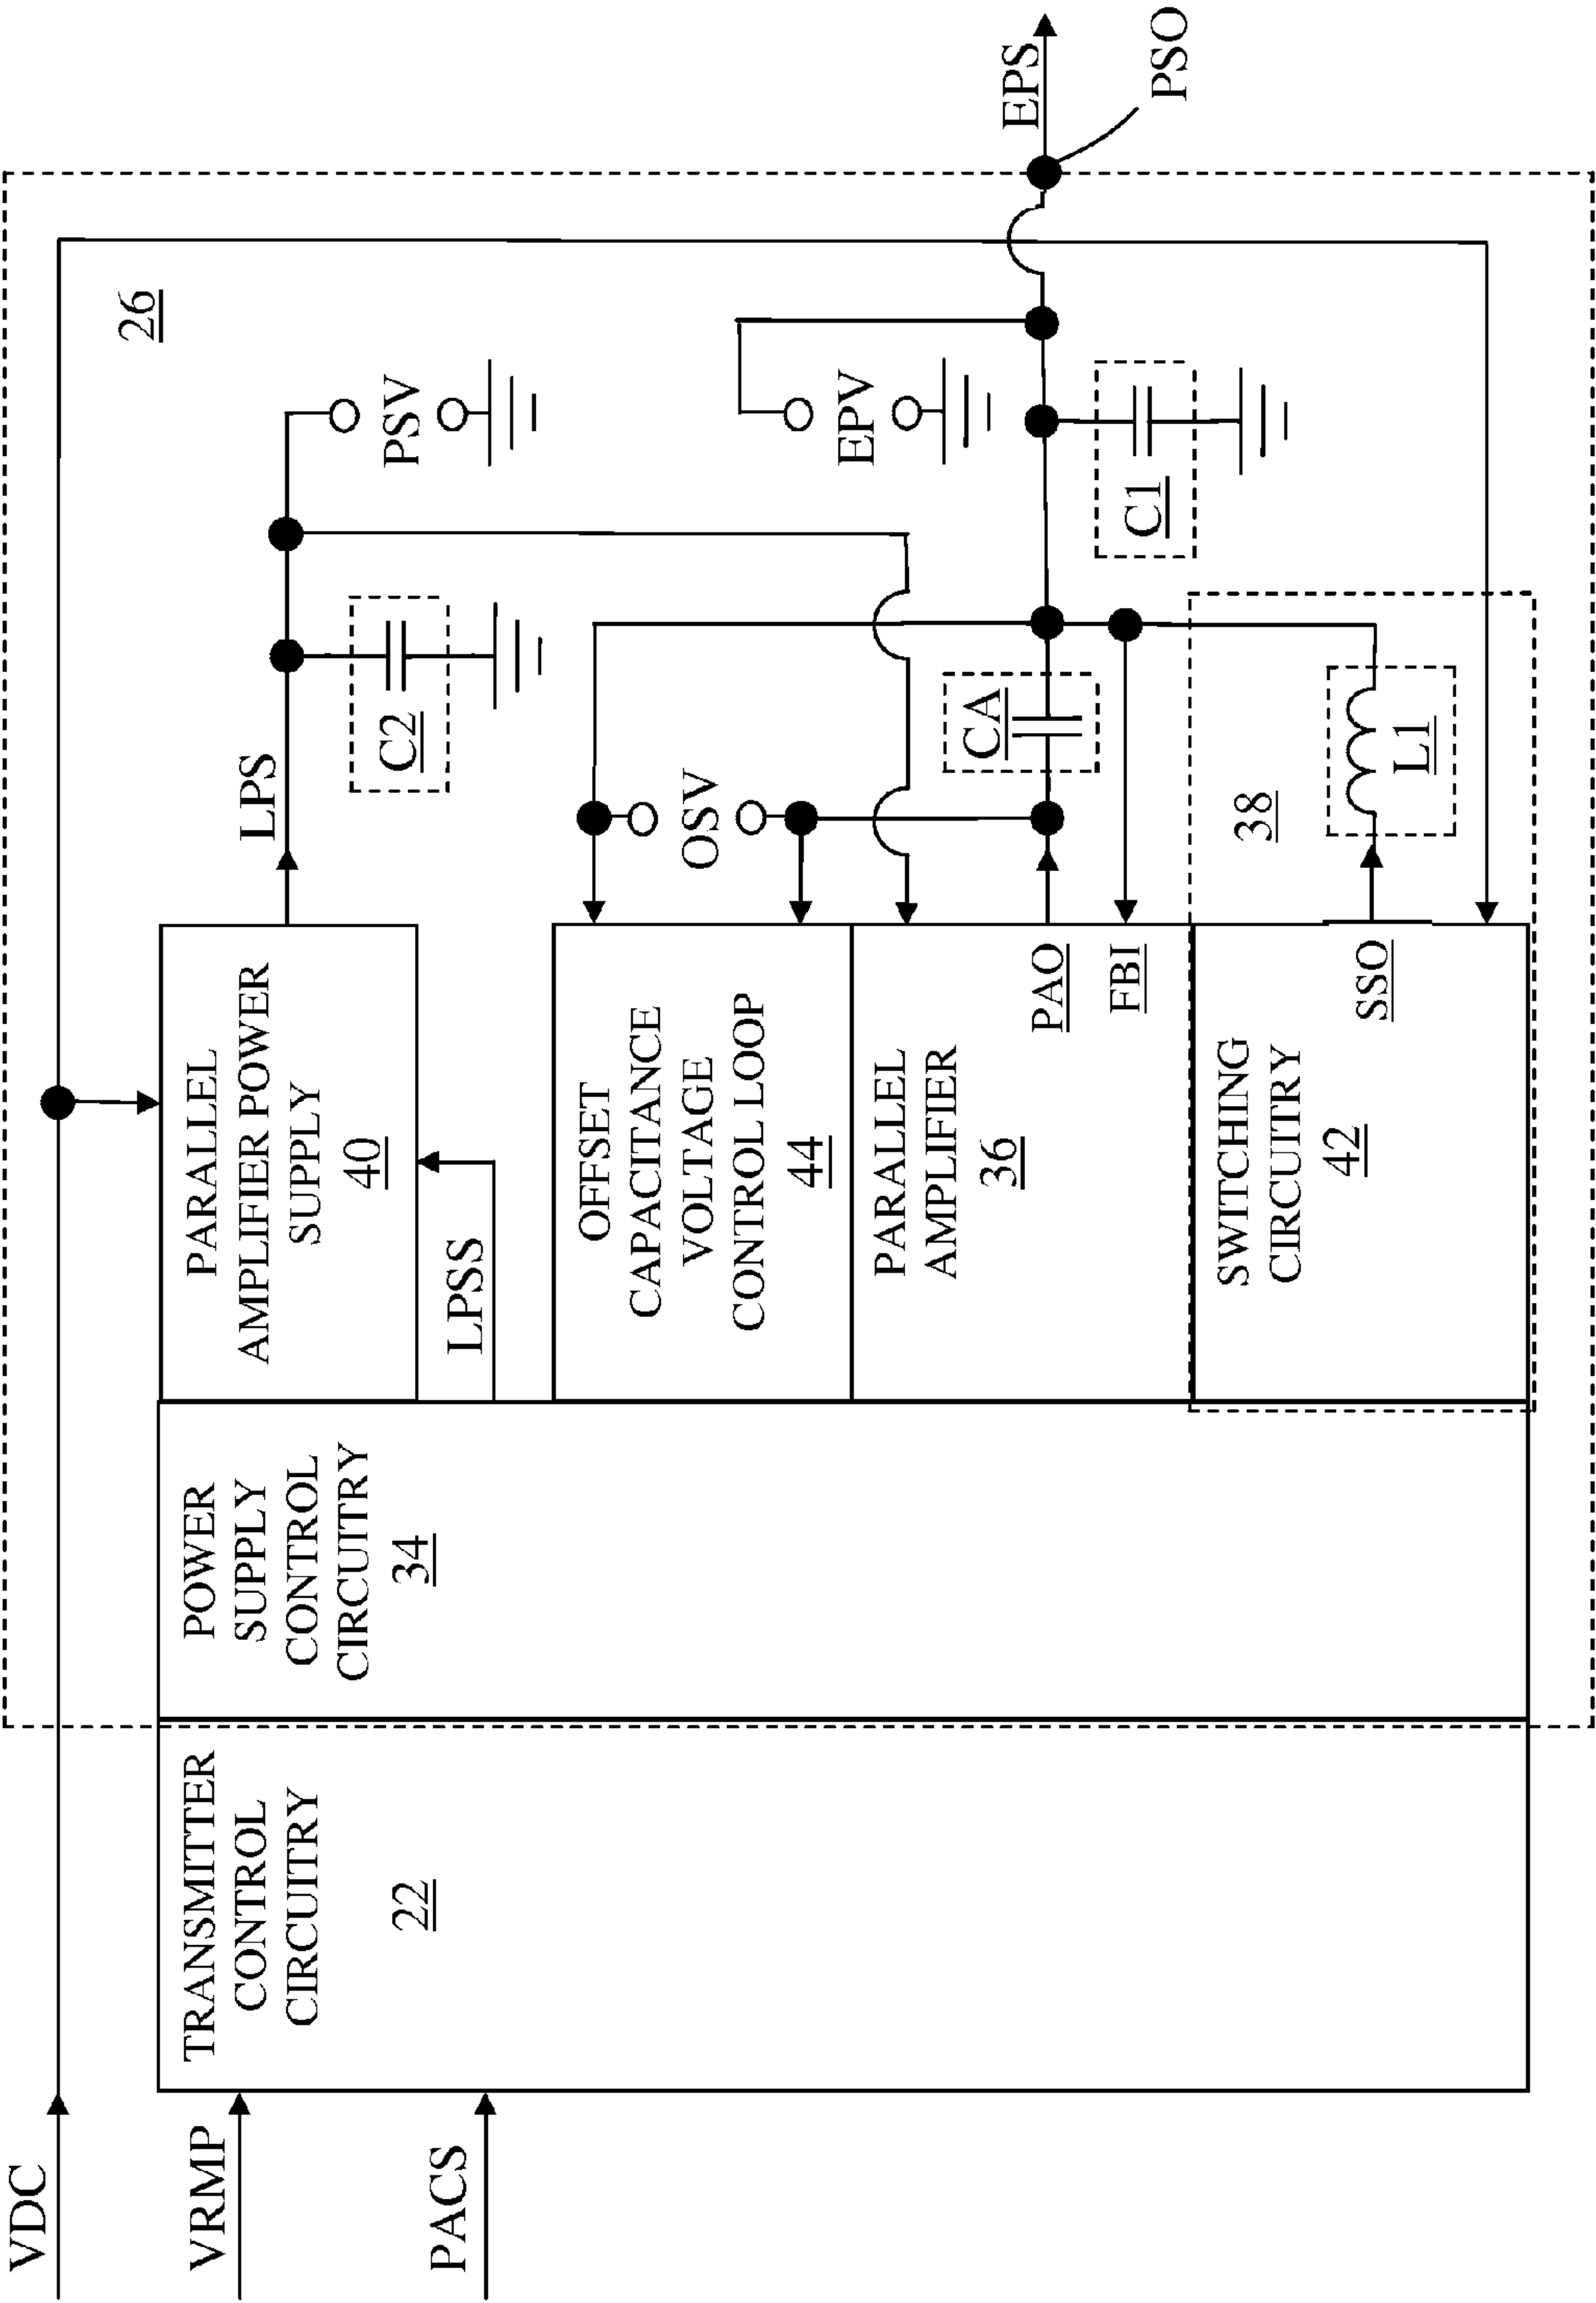 VDC
VRMP
PACS
TRANSMITTER
CONTROL
CIRCUITRY
22
POWER
SUPPLY
CONTROL
CIRCUITRY
34
PARALLEL
AMPLIFIER POWER
SUPPLY
40
LPSS
OFFSET
CAPACITANCE
VOLTAGE
CONTROL LOOP
44
PARALLEL
AMPLIFIER
36
PAO
FBI
SWITCHING
CIRCUITRY
42
SSO
LPS
C2
PSV
26
OSV
CA
EPV
C1
38
L1
EPS
PSO